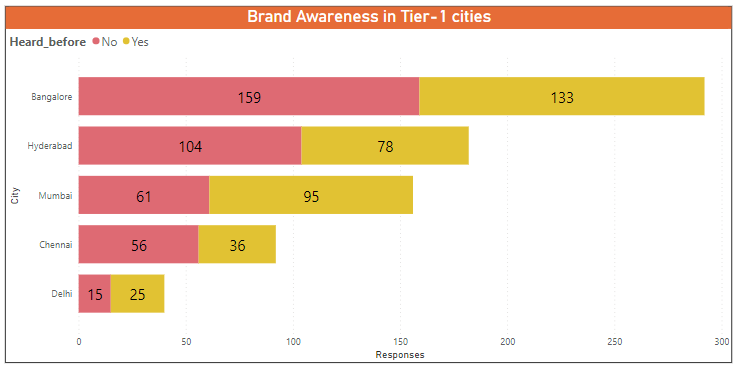 Brand Awareness in Tier-1 cities
Heard_before No Yes
Bangalore 159 133
Hyderabad 104 78
Mumbai 61 95
Chennai 56 36
Delhi 15 25
City
0 50 100 150 200 250 300
Responses